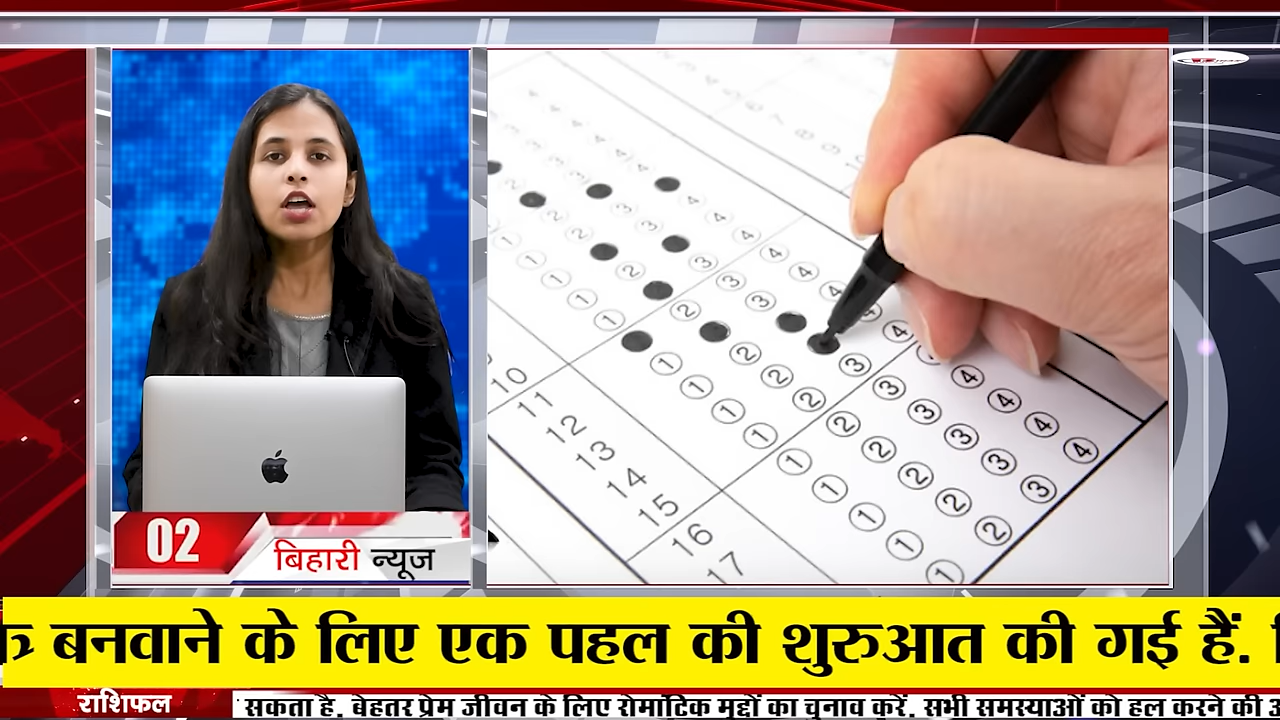 02
बिहारी न्यूज
10
11
12
13
14
15
16
17
बनवाने के लिए एक पहल की शुरुआत की गई हैं.
राशिफल
सकता है. बेहतर प्रेम जीवन के लिए रोमांटिक मुद्दों का चुनाव करें. सभी समस्याओं को हल करने की